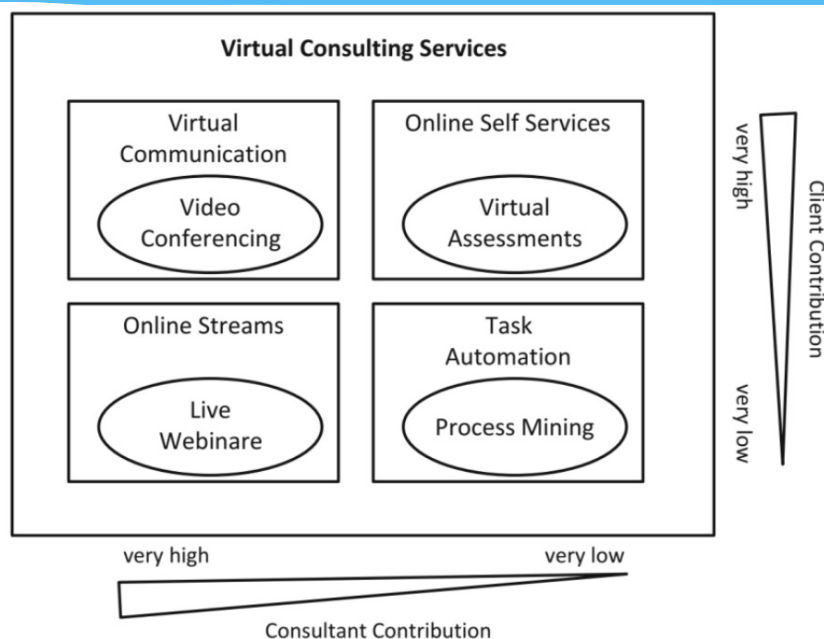 Virtual Consulting Services
Virtual
Communication
Video
Conferencing
Online Self Services
Virtual
Assessments
Online Streams
Live
Webinare
Task
Automation
Process Mining
very high
very low
Client Contribution
very high
very low
Consultant Contribution